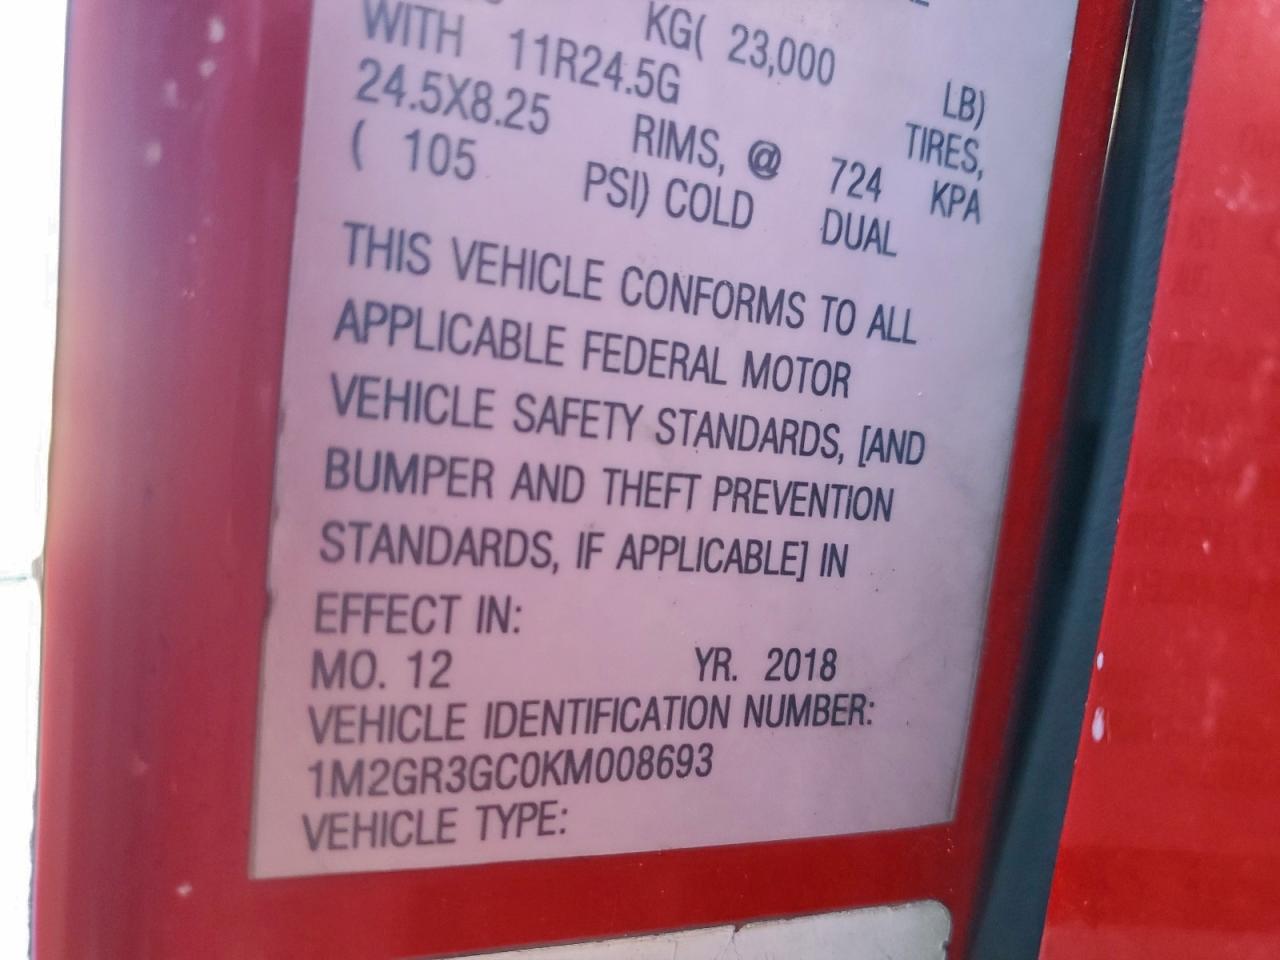 KG( 23,000 LB)
WITH 11R24.5G TIRES,
24.5X8.25 RIMS, @ 724 KPA
( 105 PSI) COLD DUAL
THIS VEHICLE CONFORMS TO ALL
APPLICABLE FEDERAL MOTOR
VEHICLE SAFETY STANDARDS, [AND
BUMPER AND THEFT PREVENTION
STANDARDS, IF APPLICABLE] IN
EFFECT IN:
MO. 12 YR. 2018
VEHICLE IDENTIFICATION NUMBER:
1M2GR3GC0KM008693
VEHICLE TYPE: